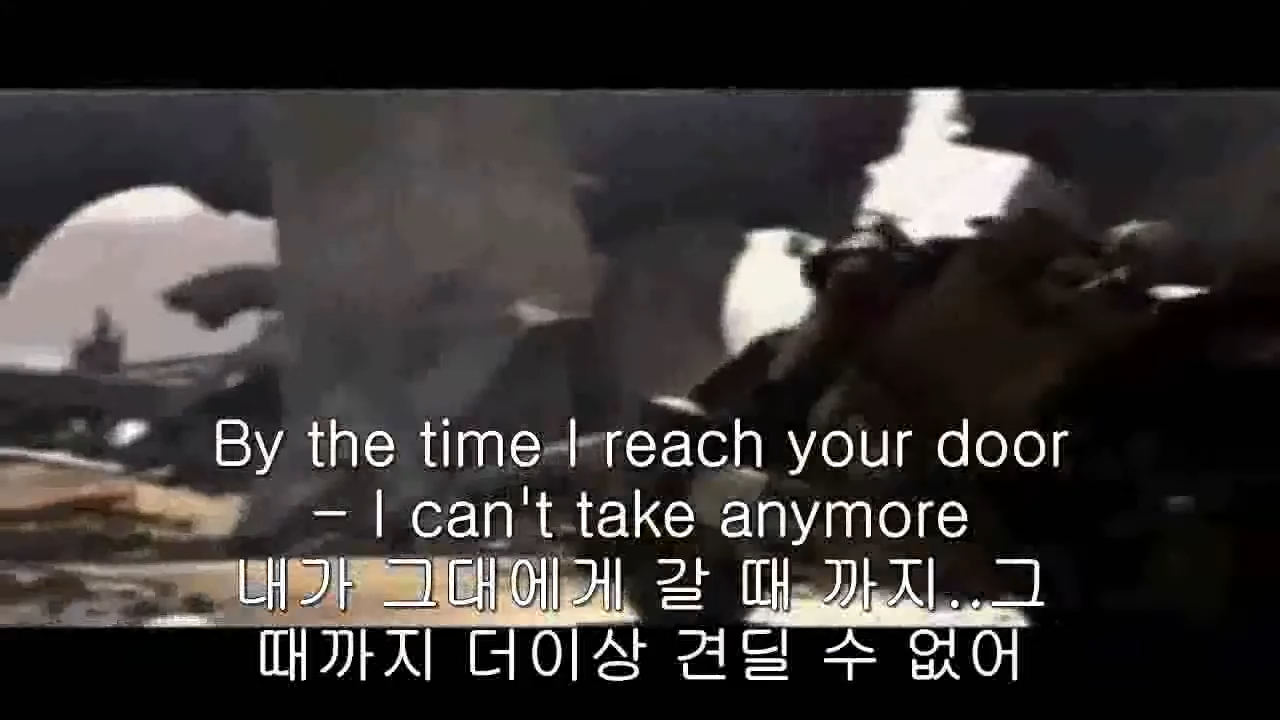 By the time I reach your door
- I can't take anymore
내가 그대에게 갈 때 까지..그
때까지 더이상 견딜 수 없어